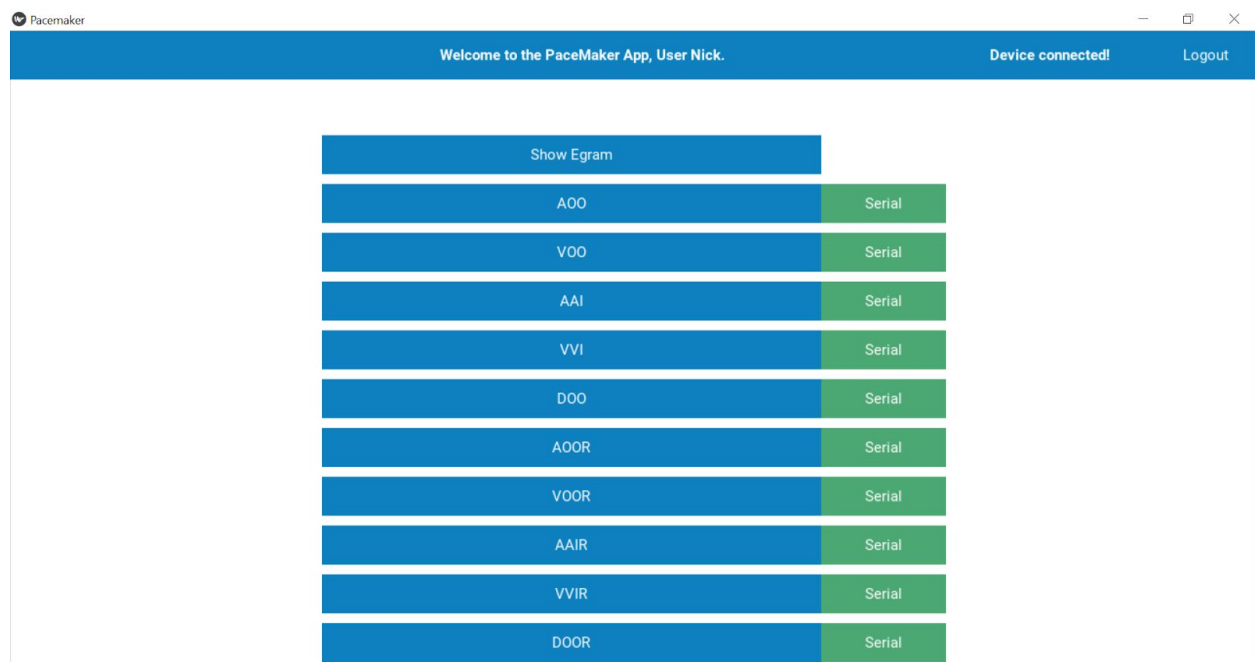 Pacemaker
Welcome to the PaceMaker App, User Nick. Device connected! Logout
Show Egram
AOO Serial
VOO Serial
AAI Serial
VVI Serial
DOO Serial
AOOR Serial
VOOR Serial
AAIR Serial
VVIR Serial
DOOR Serial